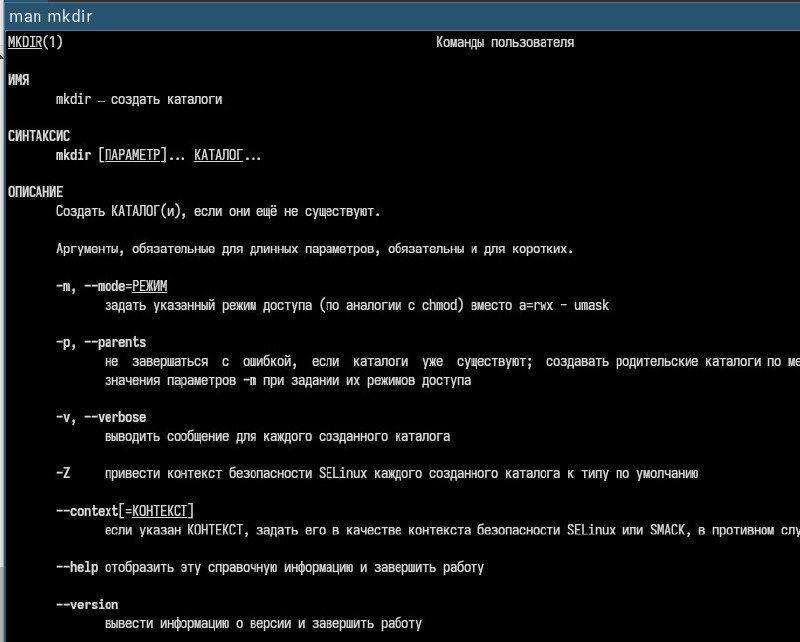 man mkdir
MKDIR(1) Команды пользователя
ИМЯ
mkdir – создать каталоги
СИНТАКСИС
mkdir [ПАРАМЕТР]... КАТАЛОГ...
ОПИСАНИЕ
Создать КАТАЛОГ(и), если они ещё не существуют.
Аргументы, обязательные для длинных параметров, обязательны и для коротких.
-m, --mode=РЕЖИМ
задать указанный режим доступа (по аналогии с chmod) вместо a=rwx - umask
-p, --parents
не завершаться с ошибкой, если каталоги уже существуют; создавать родительские каталоги по
значения параметров -m при задании их режимов доступа
-v, --verbose
выводить сообщение для каждого созданного каталога
-Z привести контекст безопасности SELinux каждого созданного каталога к типу по умолчанию
--context[=КОНТЕКСТ]
если указан КОНТЕКСТ, задать его в качестве контекста безопасности SELinux или SMACK, в противном
--help отобразить эту справочную информацию и завершить работу
--version
вывести информацию о версии и завершить работу